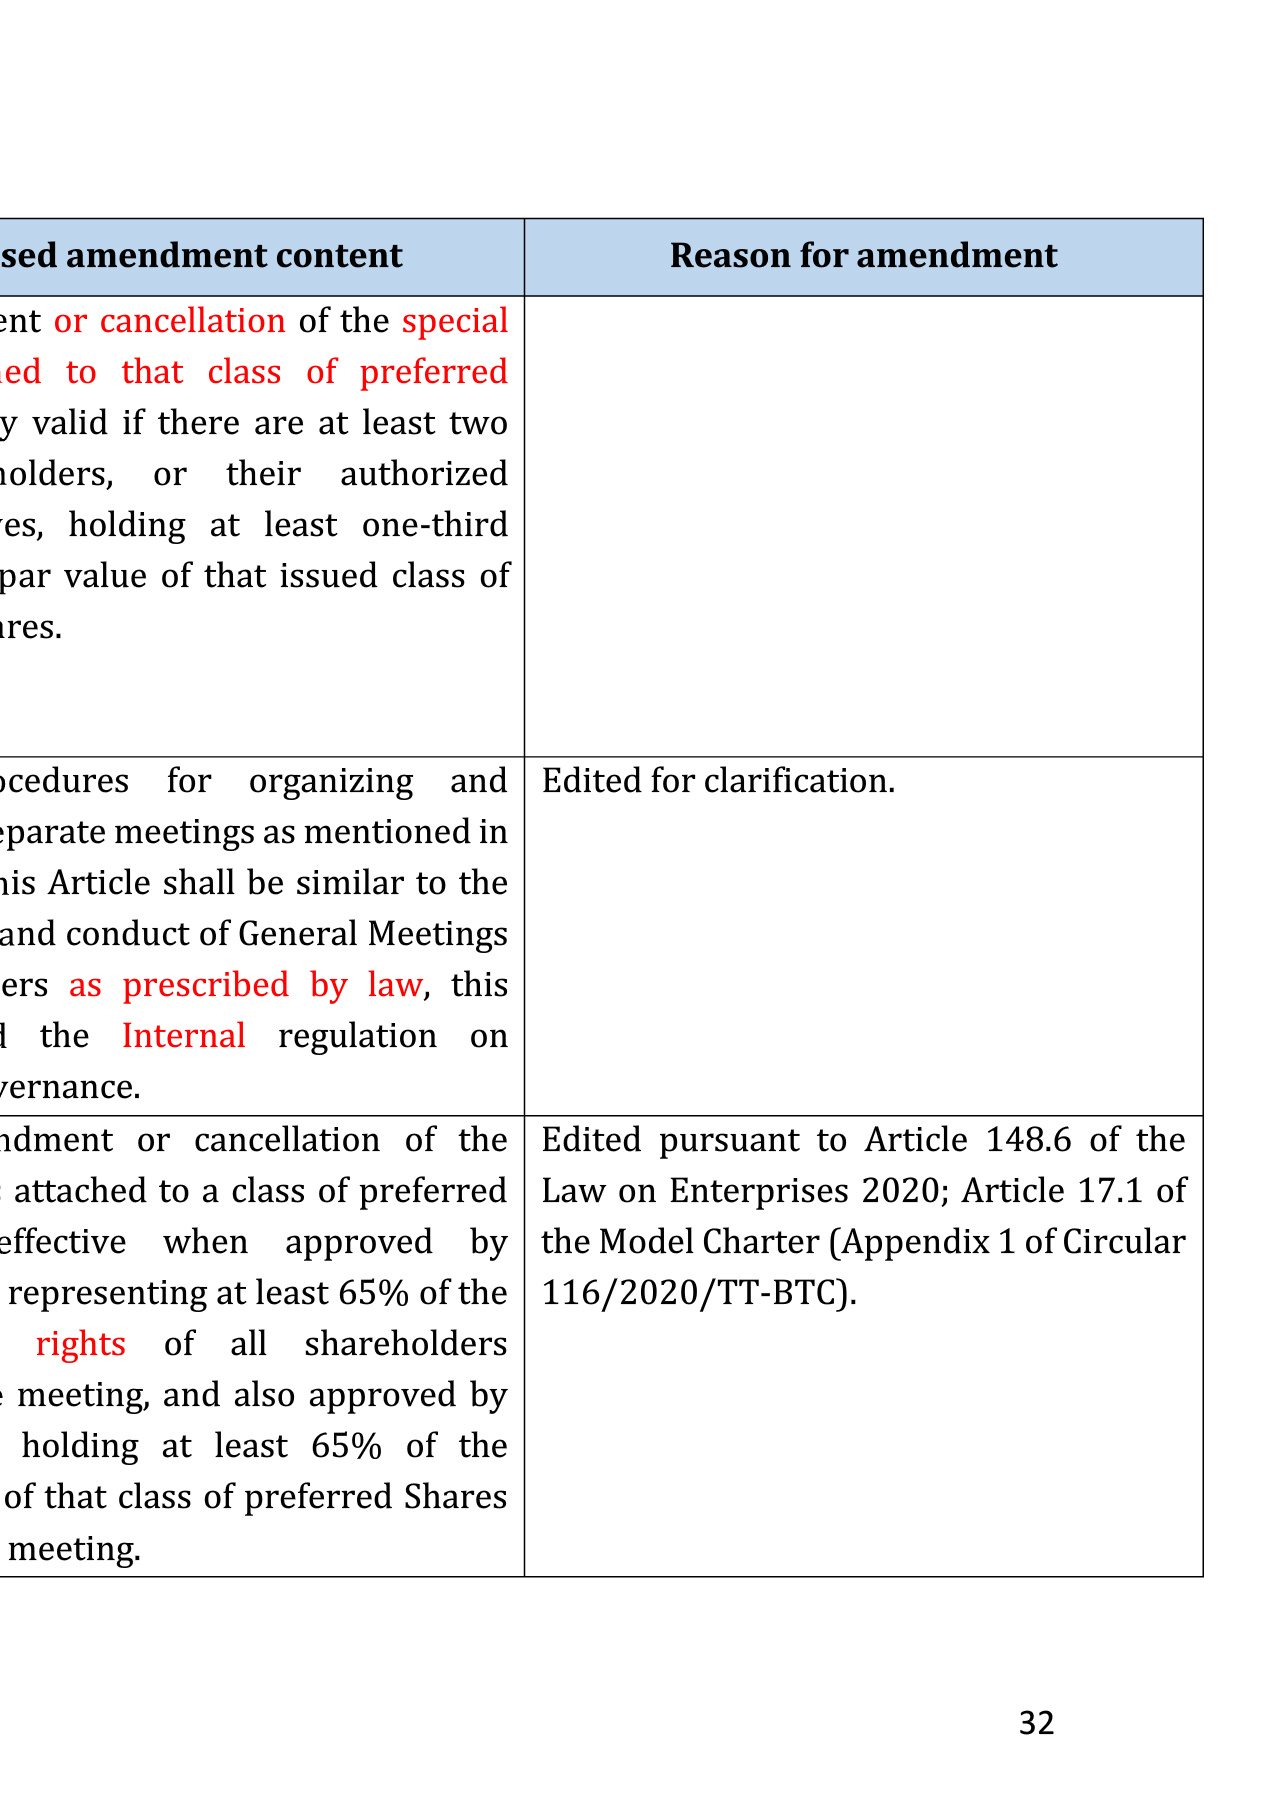 sed amendment content
Reason for amendment
ent or cancellation of the special
to that class of preferred
y valid if there are at least two
holders, or their authorized
es, holding at least one-third
par value of that issued class of
ares.
ocedures for organizing and
eparate meetings as mentioned in
his Article shall be similar to the
and conduct of General Meetings
ers as prescribed by law, this
the Internal regulation on
vernance.
Edited for clarification.
ndment or cancellation of the
attached to a class of preferred
effective when approved by
representing at least 65% of the
rights of all shareholders
meeting, and also approved by
holding at least 65% of the
of that class of preferred Shares
meeting.
Edited pursuant to Article 148.6 of the
Law on Enterprises 2020; Article 17.1 of
the Model Charter (Appendix 1 of Circular
116/2020/TT-BTC).
32